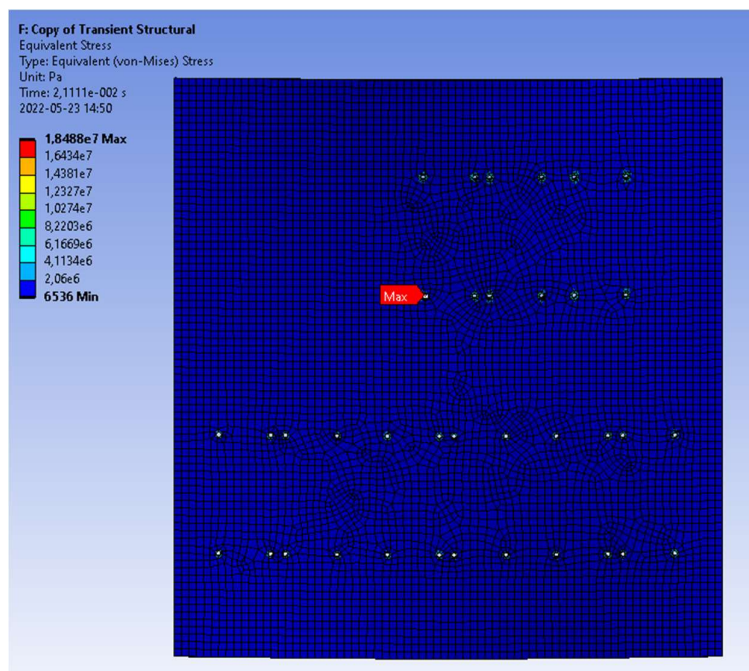 F: Copy of Transient Structural
Equivalent Stress
Type: Equivalent (von-Mises) Stress
Unit: Pa
Time: 2,1111e-002 s
2022-05-23 14:50
1,8488e7 Max
1,6434e7
1,4381e7
1,2327e7
1,0274e7
8,2203e6
6,1669e6
4,1134e6
2,06e6
6536 Min
Max